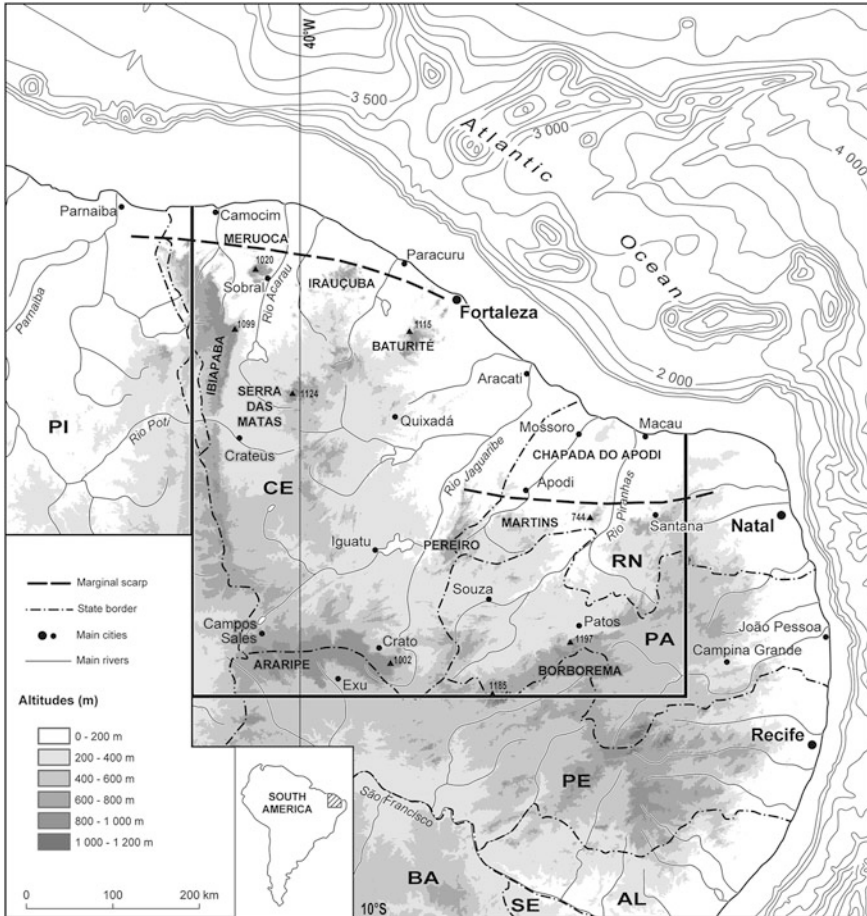 40°W
3 500
3 000
4 000
Atlantic
Ocean
2 000
Parnaiba
Camocim
MERUOCA
1020
Sobral
Rio Acarau
IRAUÇUBA
Paracuru
Fortaleza
Parnaiba
1099
IBIAPABA
1115
BATURITÉ
SERRA
DAS
MATAS
1124
Aracati
PI
Rio Poti
Crateus
Quixadá
Mossoro
Macau
CHAPADA DO APODI
CE
Rio Jaguaribe
Apodi
Rio Piranhas
MARTINS
744
Santana
Natal
Iguatu
PEREIRO
RN
Souza
Patos
PA
João Pessoa
Campos
Sales
Crato
1002
1197
Campina Grande
ARARIPE
BORBOREMA
Exu
1185
Recife
PE
São Francisco
BA
SE
AL
10°S
Marginal scarp
State border
Main cities
Main rivers
Altitudes (m)
0 - 200 m
200 - 400 m
400 - 600 m
600 - 800 m
800 - 1 000 m
1 000 - 1 200 m
SOUTH
AMERICA
0 100 200 km